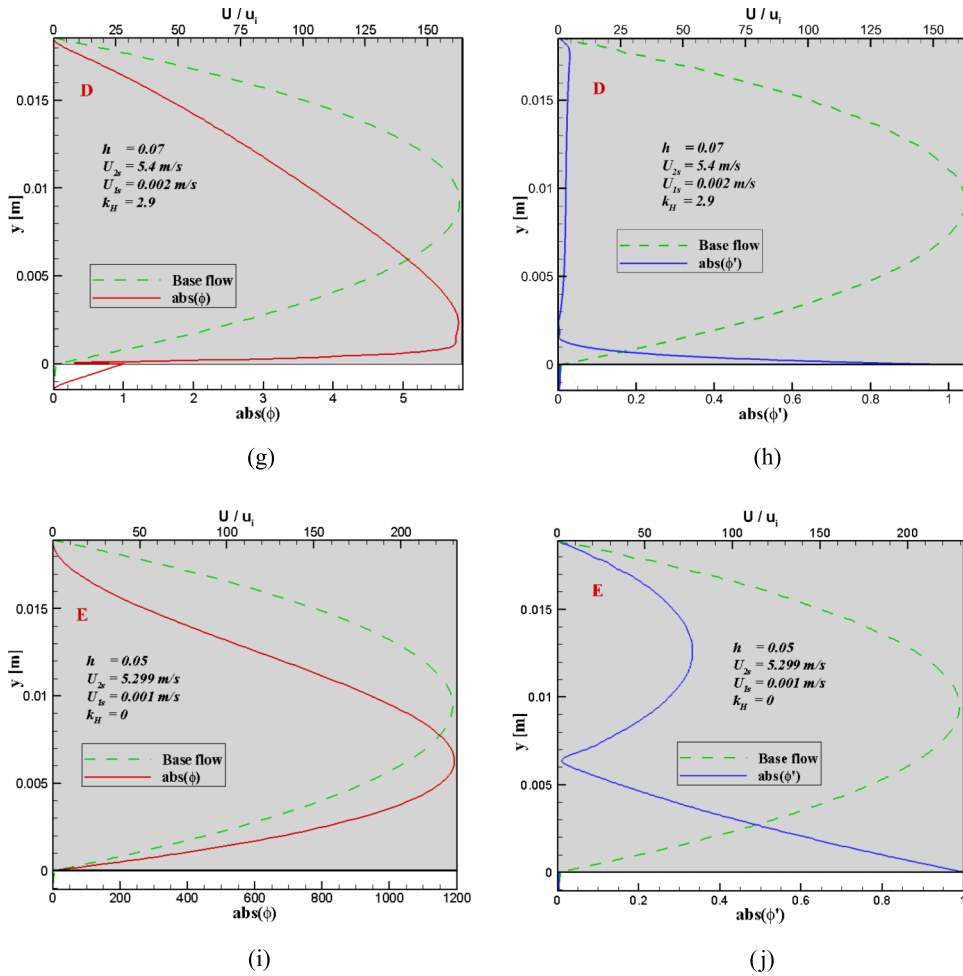 U / u_i
0 25 50 75 100 125 150
D
h = 0.07
U_2s = 5.4 m/s
U_1s = 0.002 m/s
k_H = 2.9
Base flow
abs(ϕ)
y [m]
0.015
0.01
0.005
0
0 1 2 3 4 5
abs(ϕ)
(g)
U / u_i
0 25 50 75 100 125 150
D
h = 0.07
U_2s = 5.4 m/s
U_1s = 0.002 m/s
k_H = 2.9
Base flow
abs(ϕ')
y [m]
0.015
0.01
0.005
0
0 0.2 0.4 0.6 0.8 1
abs(ϕ')
(h)
U / u_i
0 50 100 150 200
E
h = 0.05
U_2s = 5.299 m/s
U_1s = 0.001 m/s
k_H = 0
Base flow
abs(ϕ)
y [m]
0.015
0.01
0.005
0
0 200 400 600 800 1000 1200
abs(ϕ)
(i)
U / u_i
0 50 100 150 200
E
h = 0.05
U_2s = 5.299 m/s
U_1s = 0.001 m/s
k_H = 0
Base flow
abs(ϕ')
y [m]
0.015
0.01
0.005
0
0 0.2 0.4 0.6 0.8 1
abs(ϕ')
(j)